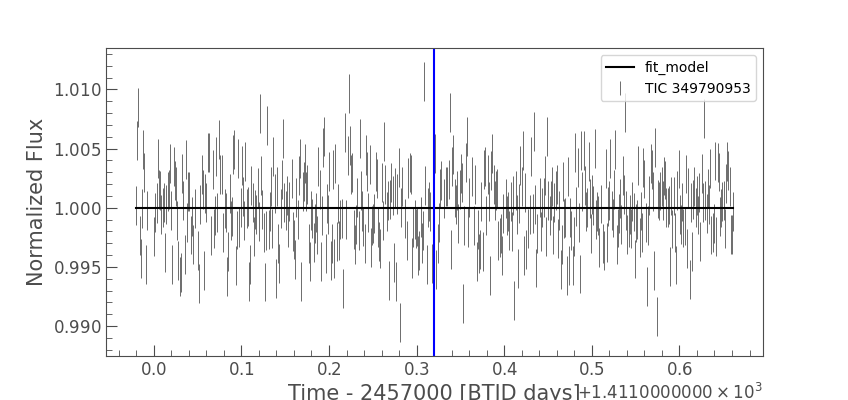 fit_model
TIC 349790953
Normalized Flux
1.010
1.005
1.000
0.995
0.990
0.0 0.1 0.2 0.3 0.4 0.5 0.6
Time - 2457000 [BTJD days]
+1.4110000000 × 10³